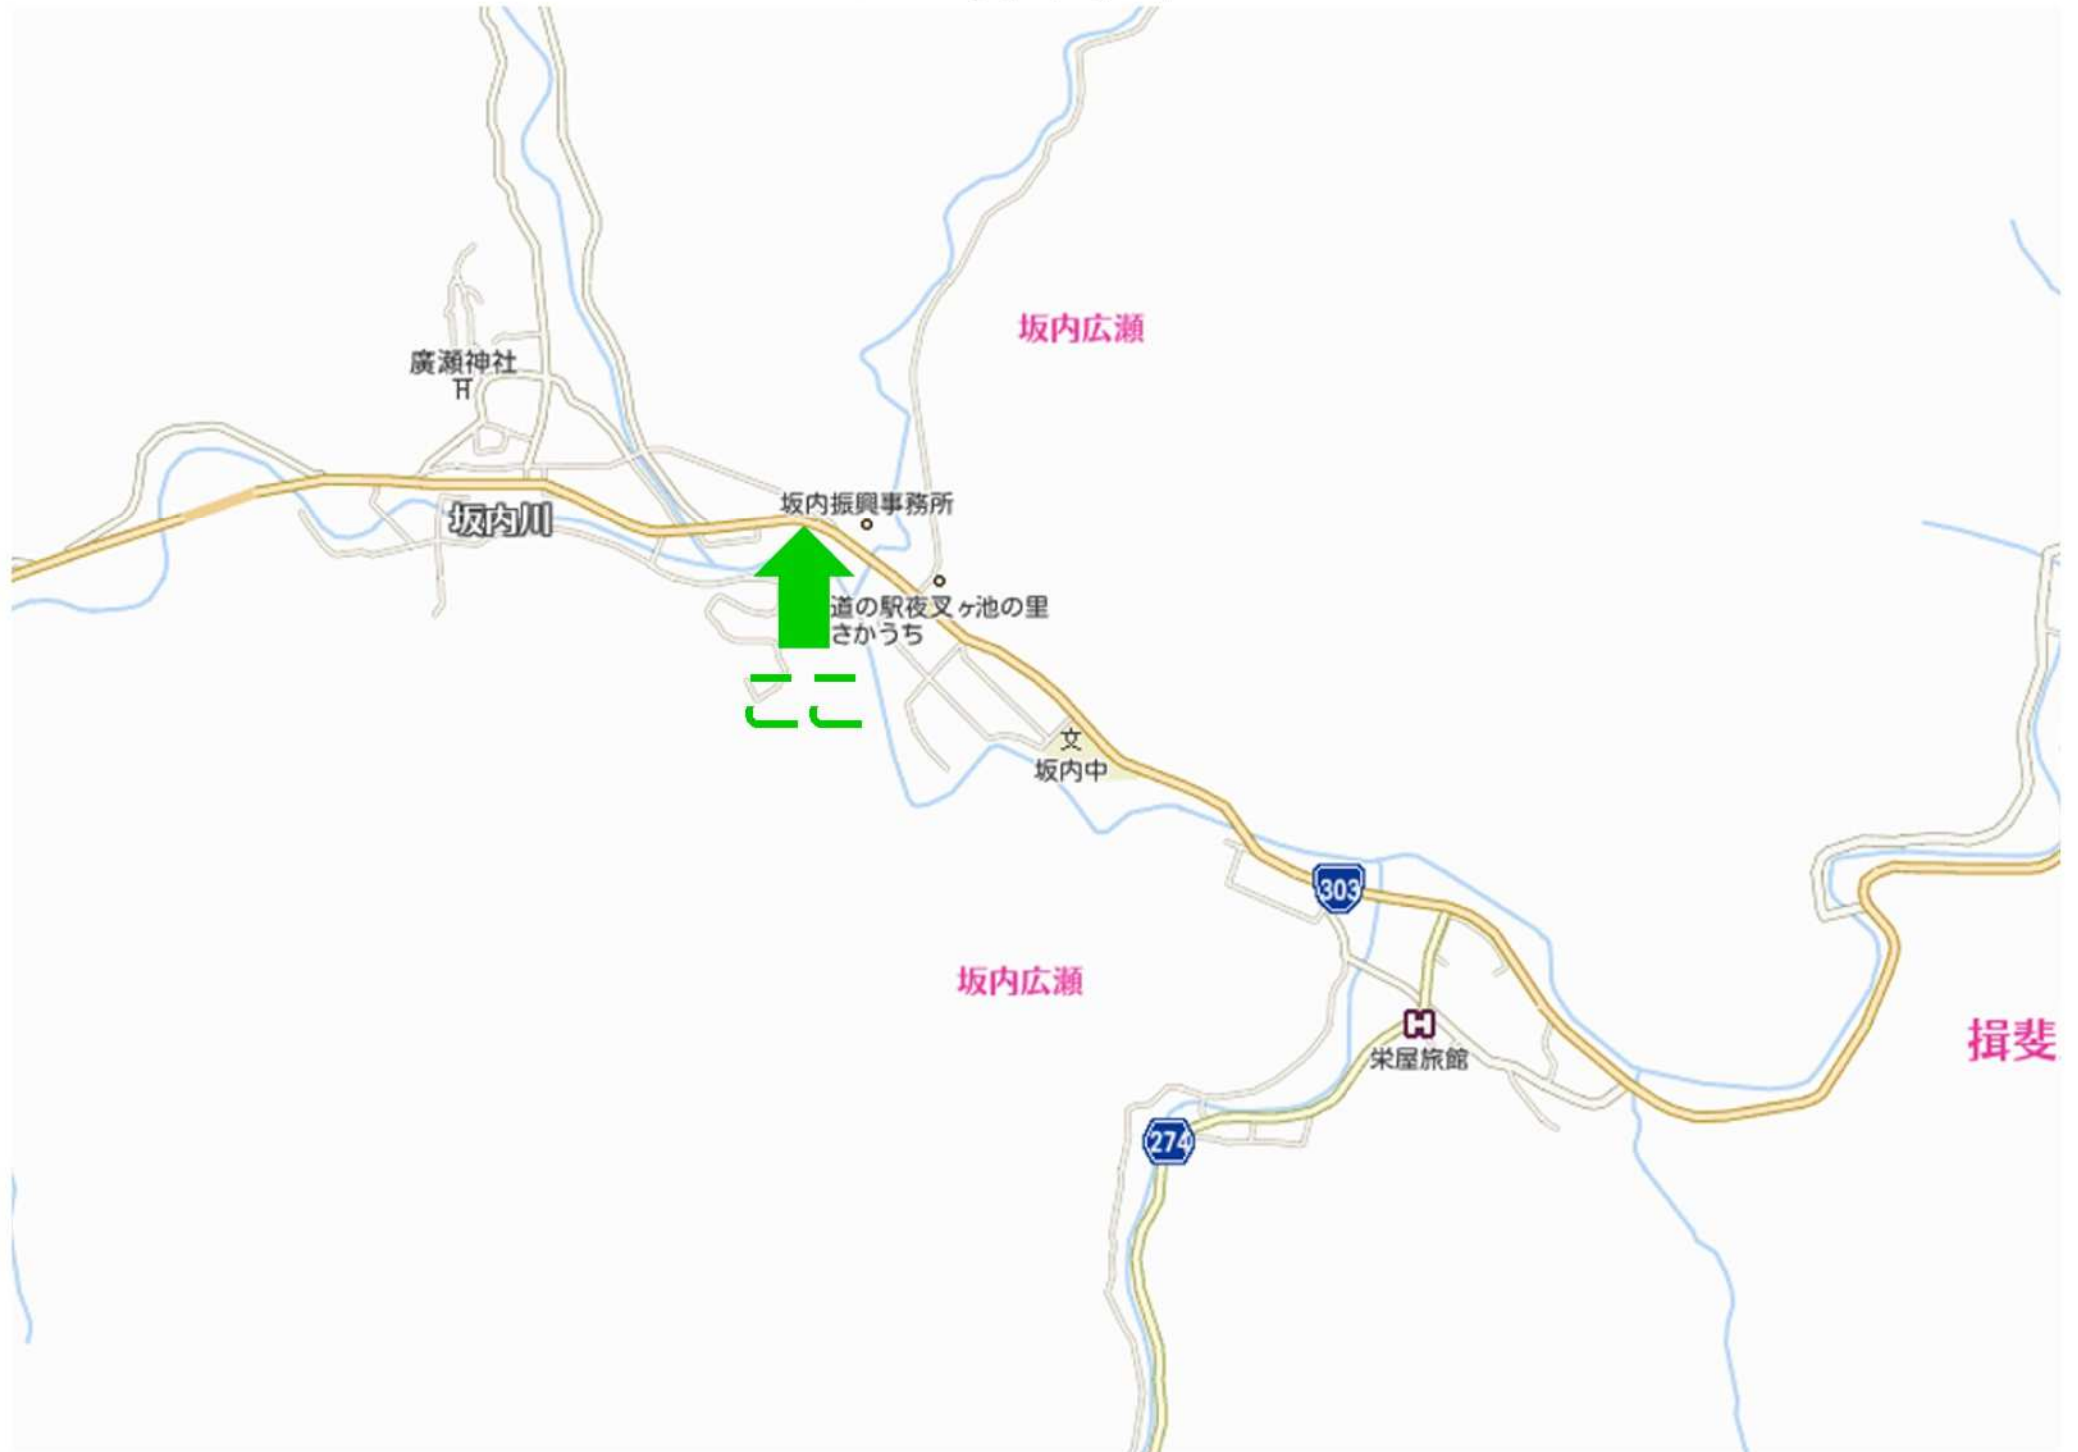 坂内広瀬
廣瀬神社
坂内振興事務所
坂内川
道の駅夜叉ヶ池の里
さかうち
ここ
文
坂内中
303
坂内広瀬
揖斐
栄屋旅館
274